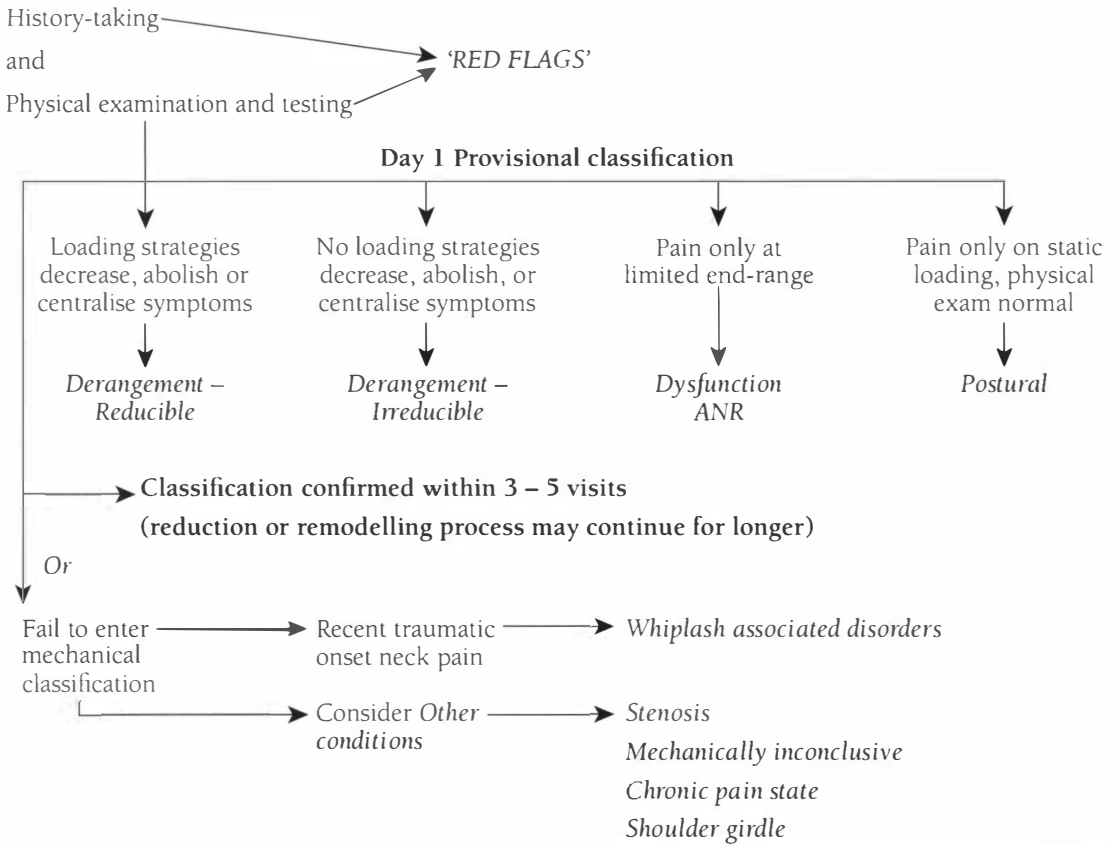 History-taking
and
'RED FLAGS'
Physical examination and testing
Day 1 Provisional classification
Loading strategies
decrease, abolish or
centralise symptoms
Derangement –
Reducible
No loading strategies
decrease, abolish, or
centralise symptoms
Derangement –
Irreducible
Pain only at
limited end-range
Dysfunction
ANR
Pain only on static
loading, physical
exam normal
Postural
Classification confirmed within 3 – 5 visits
(reduction or remodelling process may continue for longer)
Or
Fail to enter
mechanical
classification
Recent traumatic
onset neck pain
Whiplash associated disorders
Consider Other
conditions
Stenosis
Mechanically inconclusive
Chronic pain state
Shoulder girdle